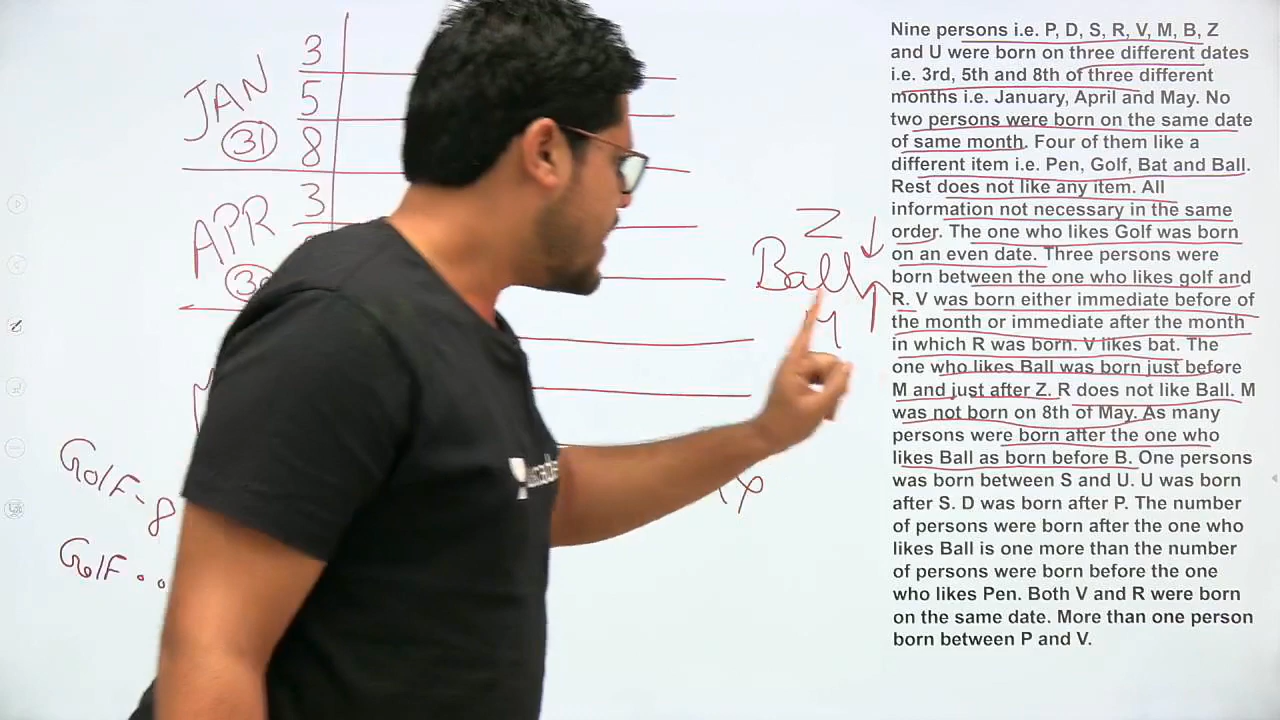 JAN
31
3
5
8
APR
3
Z
Ball
M
Golf - 8
Golf ..
Nine persons i.e. P, D, S, R, V, M, B, Z
and U were born on three different dates
i.e. 3rd, 5th and 8th of three different
months i.e. January, April and May. No
two persons were born on the same date
of same month. Four of them like a
different item i.e. Pen, Golf, Bat and Ball.
Rest does not like any item. All
information not necessary in the same
order. The one who likes Golf was born
on an even date. Three persons were
born between the one who likes golf and
R. V was born either immediate before of
the month or immediate after the month
in which R was born. V likes bat. The
one who likes Ball was born just before
M and just after Z. R does not like Ball. M
was not born on 8th of May. As many
persons were born after the one who
likes Ball as born before B. One persons
was born between S and U. U was born
after S. D was born after P. The number
of persons were born after the one who
likes Ball is one more than the number
of persons were born before the one
who likes Pen. Both V and R were born
on the same date. More than one person
born between P and V.